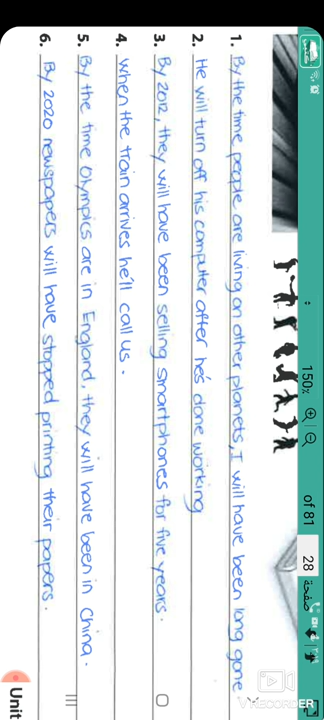 150%
of 81
28
صفحة
1. By the time people are living on other planets, I will have been long gone
2. He will turn off his computer after he's done working
3. By 2012, they will have been selling smartphones for five years.
4. when the train arrives he'll call us.
5. By the time Olympics are in England, they will have been in China.
6. By 2020 newspapers will have stopped printing their papers.
Unit
V RECORDER